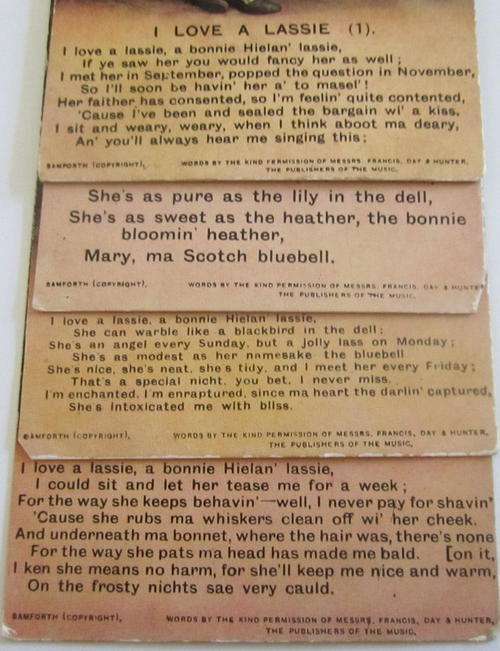 I LOVE A LASSIE (1).
I love a lassie, a bonnie Hielan' lassie,
If ye saw her you would fancy her as well;
I met her in September, popped the question in November,
So I'll soon be havin' her a' to masel'!
Her faither has consented, so I'm feelin' quite contented,
'Cause I've been and sealed the bargain wi' a kiss.
I sit and weary, weary, when I think aboot ma deary,
An' you'll always hear me singing this;
BAMFORTH (COPYRIGHT).
WORDS BY THE KIND PERMISSION OF MESSRS. FRANCIS, DAY & HUNTER,
THE PUBLISHERS OF THE MUSIC.
She's as pure as the lily in the dell,
She's as sweet as the heather, the bonnie
bloomin' heather,
Mary, ma Scotch bluebell.
BAMFORTH (COPYRIGHT).
WORDS BY THE KIND PERMISSION OF MESSRS. FRANCIS, DAY & HUNTER
THE PUBLISHERS OF THE MUSIC.
I love a lassie, a bonnie Hielan' lassie,
She can warble like a blackbird in the dell;
She's an angel every Sunday, but a jolly lass on Monday;
She's as modest as her namesake the bluebell
She's nice, she's neat, she's tidy, and I meet her every Friday;
That's a special nicht, you bet, I never miss.
I'm enchanted, I'm enraptured, since ma heart the darlin' captured,
She's intoxicated me with bliss.
BAMFORTH (COPYRIGHT).
WORDS BY THE KIND PERMISSION OF MESSRS. FRANCIS, DAY & HUNTER,
THE PUBLISHERS OF THE MUSIC.
I love a lassie, a bonnie Hielan' lassie,
I could sit and let her tease me for a week;
For the way she keeps behavin'—well, I never pay for shavin'
'Cause she rubs ma whiskers clean off wi' her cheek.
And underneath ma bonnet, where the hair was, there's none
For the way she pats ma head has made me bald. [on it,
I ken she means no harm, for she'll keep me nice and warm,
On the frosty nichts sae very cauld.
BAMFORTH (COPYRIGHT).
WORDS BY THE KIND PERMISSION OF MESSRS. FRANCIS, DAY & HUNTER,
THE PUBLISHERS OF THE MUSIC.